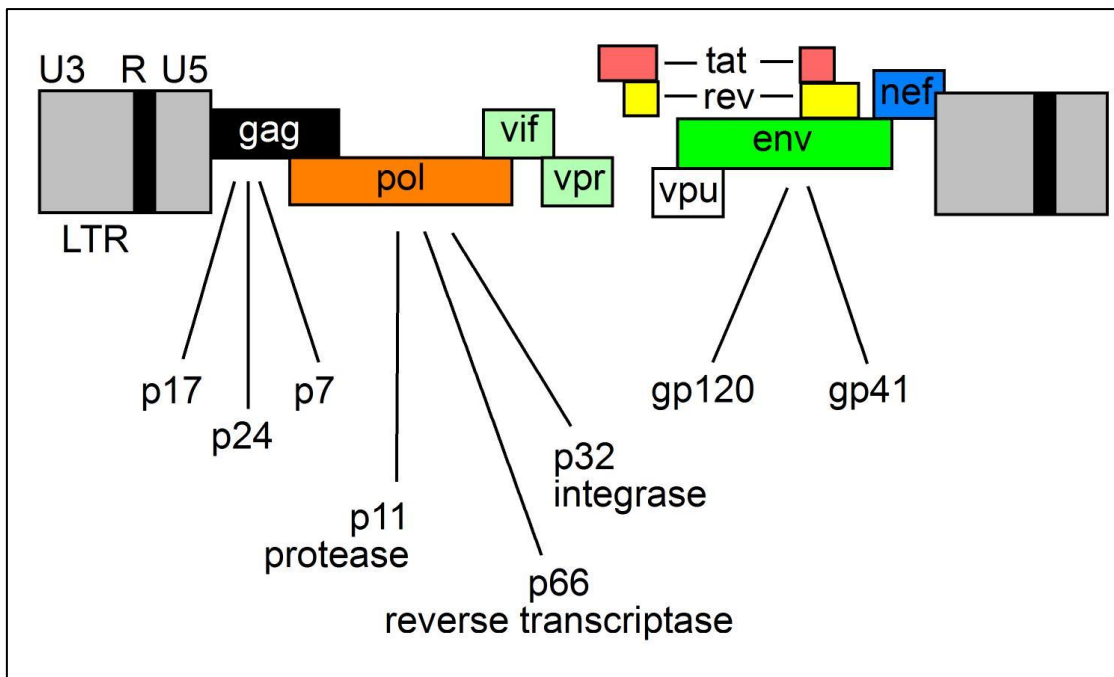 U3 R U5
tat
rev
nef
gag
vif
env
pol
vpr
vpu
LTR
p17
p7
gp120
gp41
p24
p32
integrase
p11
protease
p66
reverse transcriptase